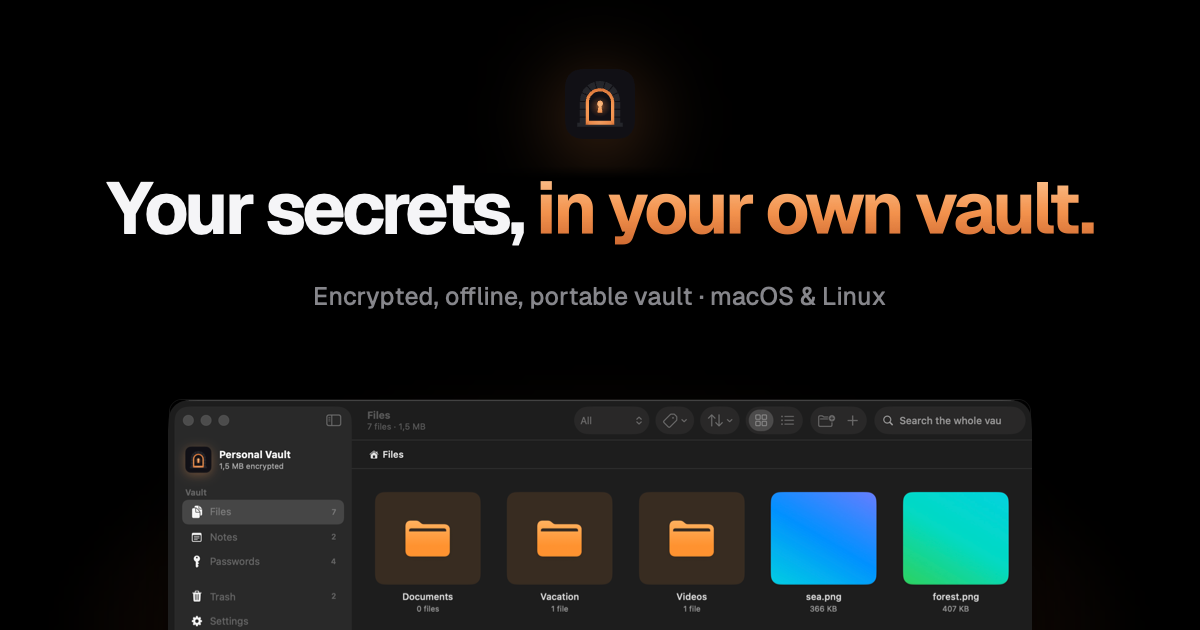 Your secrets, in your own vault.
Encrypted, offline, portable vault · macOS & Linux
Files
7 files · 1,5 MB
All
Search the whole vau
Personal Vault
1,5 MB encrypted
Files
Vault
Files 7
Notes 2
Passwords 4
Trash 2
Settings
Documents
0 files
Vacation
1 file
Videos
1 file
sea.png
366 KB
forest.png
407 KB